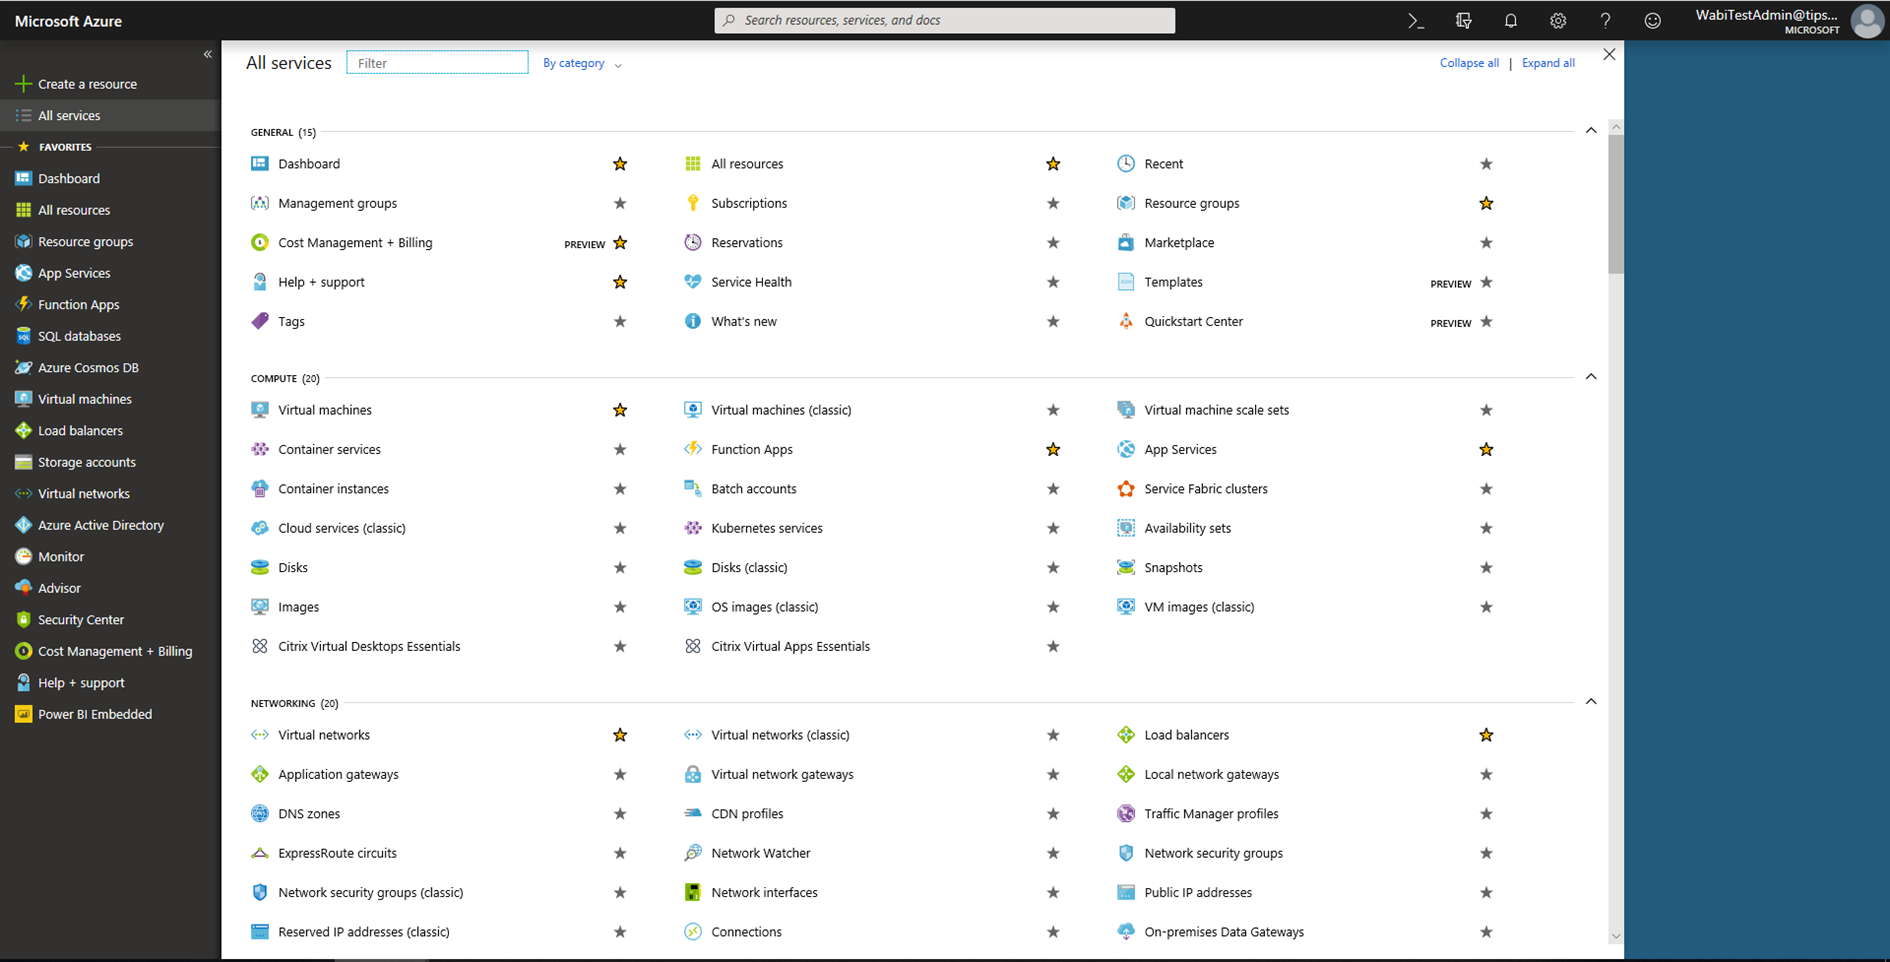 Microsoft Azure
Search resources, services, and docs
WabiTestAdmin@tips...
MICROSOFT
Create a resource
All services
FAVORITES
Dashboard
All resources
Resource groups
App Services
Function Apps
SQL databases
Azure Cosmos DB
Virtual machines
Load balancers
Storage accounts
Virtual networks
Azure Active Directory
Monitor
Advisor
Security Center
Cost Management + Billing
Help + support
Power BI Embedded
All services Filter By category Collapse all | Expand all
GENERAL (15)
Dashboard All resources Recent
Management groups Subscriptions Resource groups
Cost Management + Billing PREVIEW Reservations Marketplace
Help + support Service Health Templates PREVIEW
Tags What's new Quickstart Center PREVIEW
COMPUTE (20)
Virtual machines Virtual machines (classic) Virtual machine scale sets
Container services Function Apps App Services
Container instances Batch accounts Service Fabric clusters
Cloud services (classic) Kubernetes services Availability sets
Disks Disks (classic) Snapshots
Images OS images (classic) VM images (classic)
Citrix Virtual Desktops Essentials Citrix Virtual Apps Essentials
NETWORKING (20)
Virtual networks Virtual networks (classic) Load balancers
Application gateways Virtual network gateways Local network gateways
DNS zones CDN profiles Traffic Manager profiles
ExpressRoute circuits Network Watcher Network security groups
Network security groups (classic) Network interfaces Public IP addresses
Reserved IP addresses (classic) Connections On-premises Data Gateways